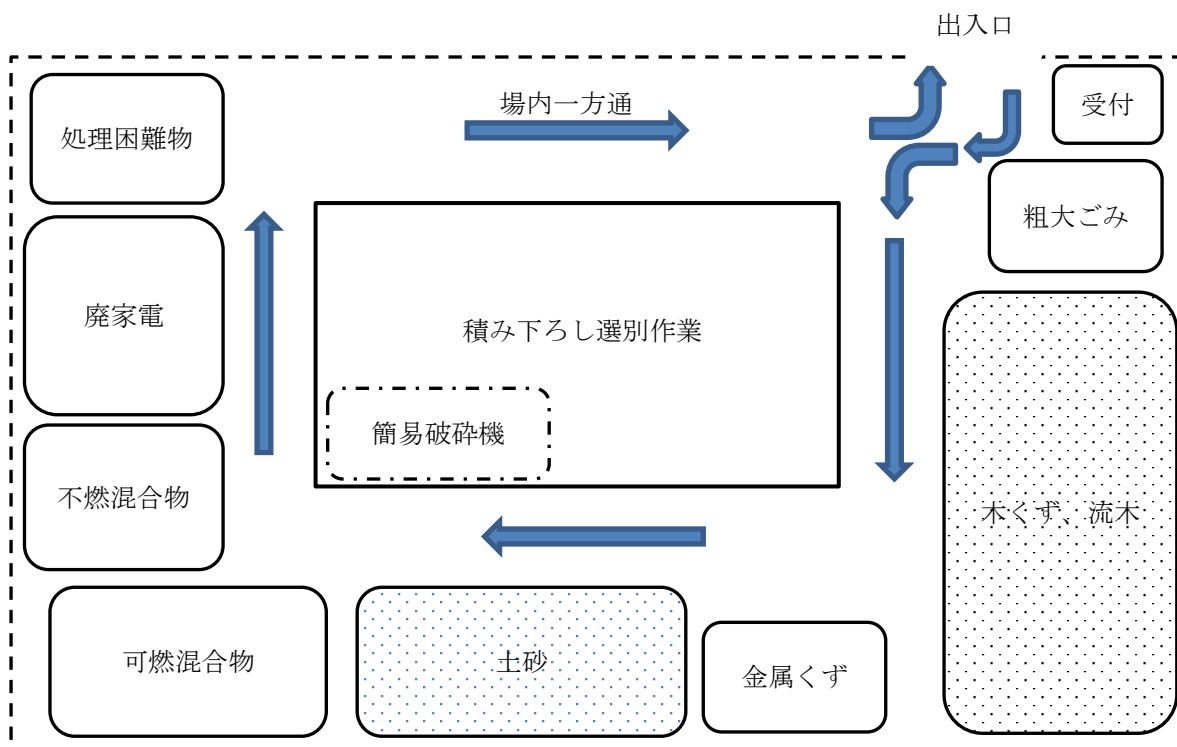 出入口
場内一方通
受付
処理困難物
粗大ごみ
廃家電
積み下ろし選別作業
簡易破砕機
不燃混合物
木くず、流木
可燃混合物
土砂
金属くず